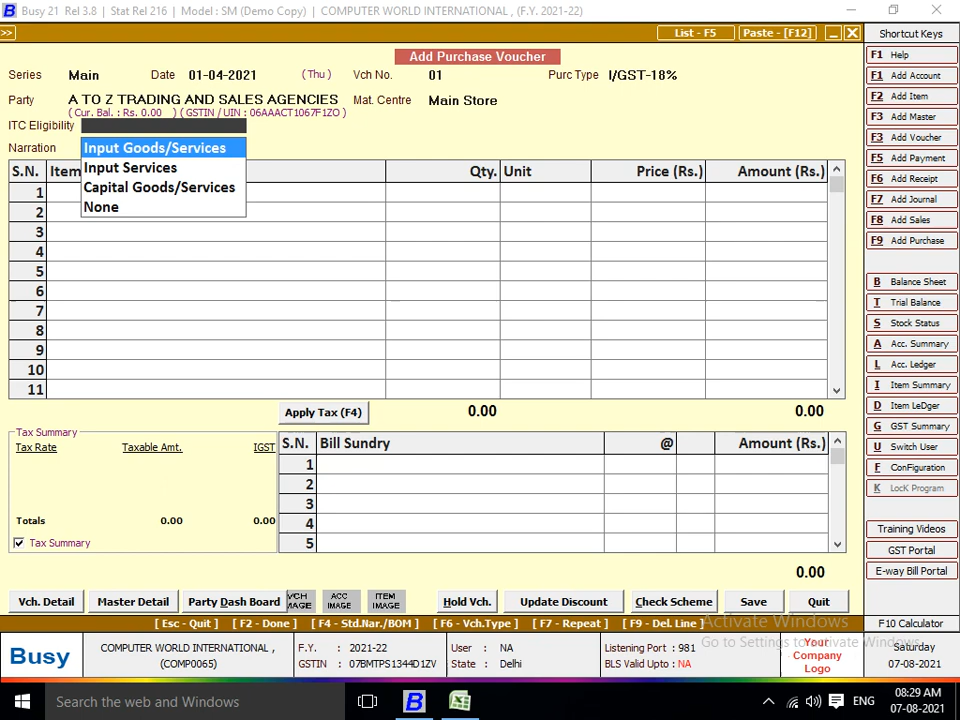 Busy 21 Rel 3.8 | Stat Rel 216 | Model : SM (Demo Copy) | COMPUTER WORLD INTERNATIONAL , (F.Y. 2021-22)
>> List - F5 Paste - [F12]
Shortcut Keys
Add Purchase Voucher
Series Main Date 01-04-2021 (Thu) Vch No. 01 Purc Type I/GST-18%
Party A TO Z TRADING AND SALES AGENCIES Mat. Centre Main Store
( Cur. Bal. : Rs. 0.00 ) ( GSTIN / UIN : 06AAACT1067F1ZO )
ITC Eligibility
Narration
Input Goods/Services
Input Services
Capital Goods/Services
None
S.N. Item Qty. Unit Price (Rs.) Amount (Rs.)
1
2
3
4
5
6
7
8
9
10
11
Apply Tax (F4) 0.00 0.00
Tax Summary
Tax Rate Taxable Amt. IGST
Totals 0.00 0.00
Tax Summary
S.N. Bill Sundry @ Amount (Rs.)
1
2
3
4
5
0.00
Vch. Detail Master Detail Party Dash Board VCH IMAGE ACC IMAGE ITEM IMAGE Hold Vch. Update Discount Check Scheme Save Quit
[ Esc - Quit ] [ F2 - Done ] [ F4 - Std.Nar./BOM ] [ F6 - Vch.Type ] [ F7 - Repeat ] [ F9 - Del. Line ]
F1 Help
F1 Add Account
F2 Add Item
F3 Add Master
F3 Add Voucher
F5 Add Payment
F6 Add Receipt
F7 Add Journal
F8 Add Sales
F9 Add Purchase
B Balance Sheet
T Trial Balance
S Stock Status
A Acc. Summary
L Acc. Ledger
I Item Summary
D Item LeDger
G GST Summary
U Switch User
F ConFiguration
K LocK Program
Training Videos
GST Portal
E-way Bill Portal
F10 Calculator
Activate Windows
Go to Settings to activate Windows.
Busy
COMPUTER WORLD INTERNATIONAL ,
(COMP0065)
F.Y. : 2021-22
GSTIN : 07BMTPS1344D1ZV
User : NA
State : Delhi
Listening Port : 981
BLS Valid Upto : NA
Your
Company
Logo
Saturday
07-08-2021
Search the web and Windows
ENG
08:29 AM
07-08-2021